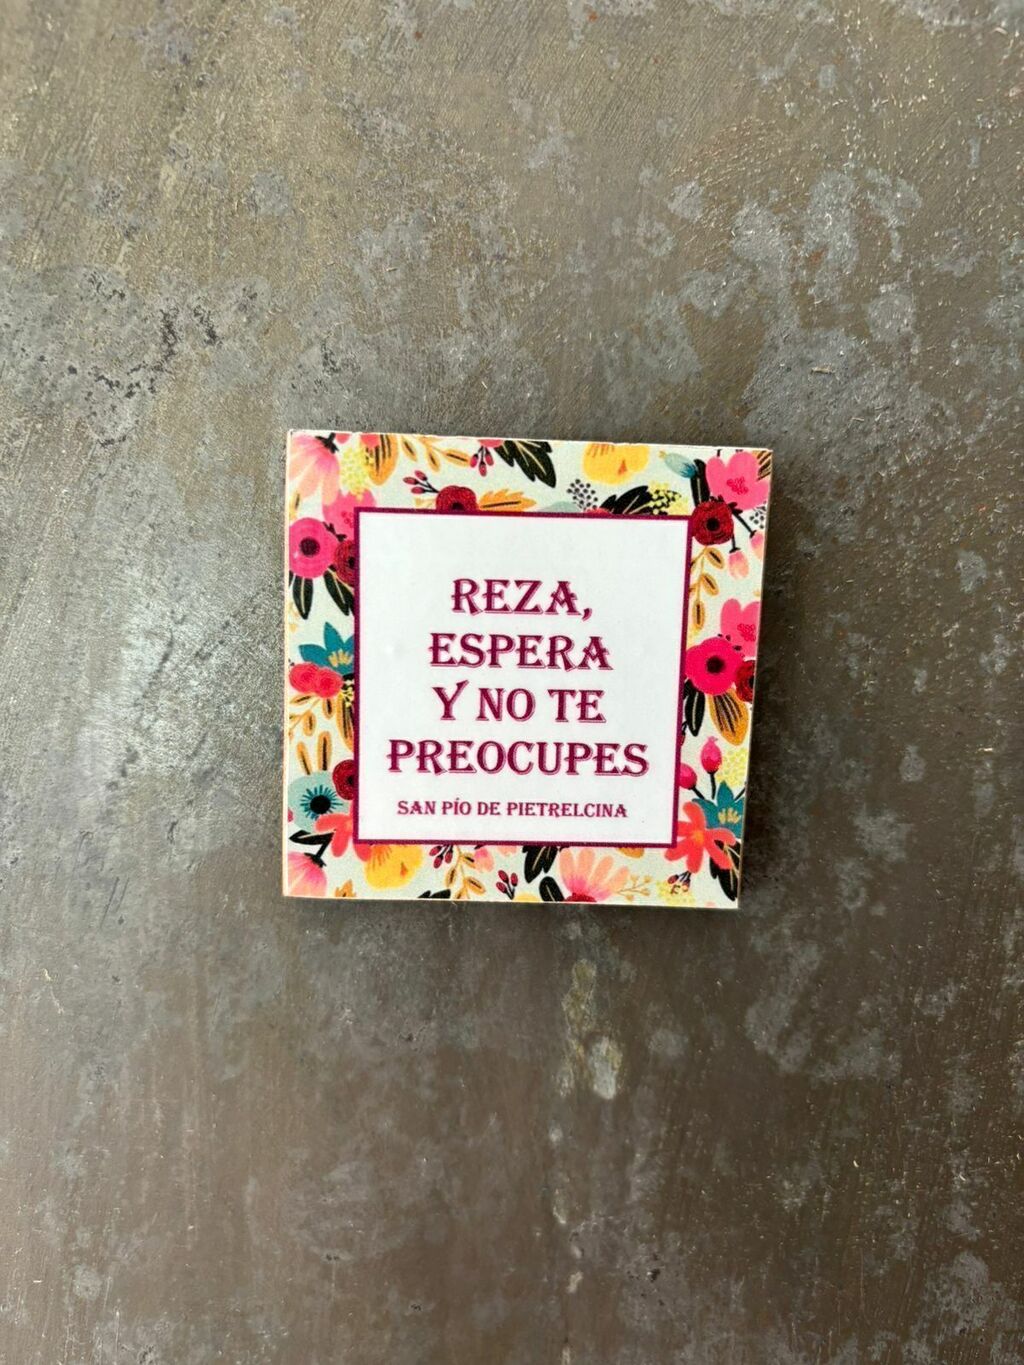 REZA,
ESPERA
Y NO TE
PREOCUPES
SAN PÍO DE PIETRELCINA